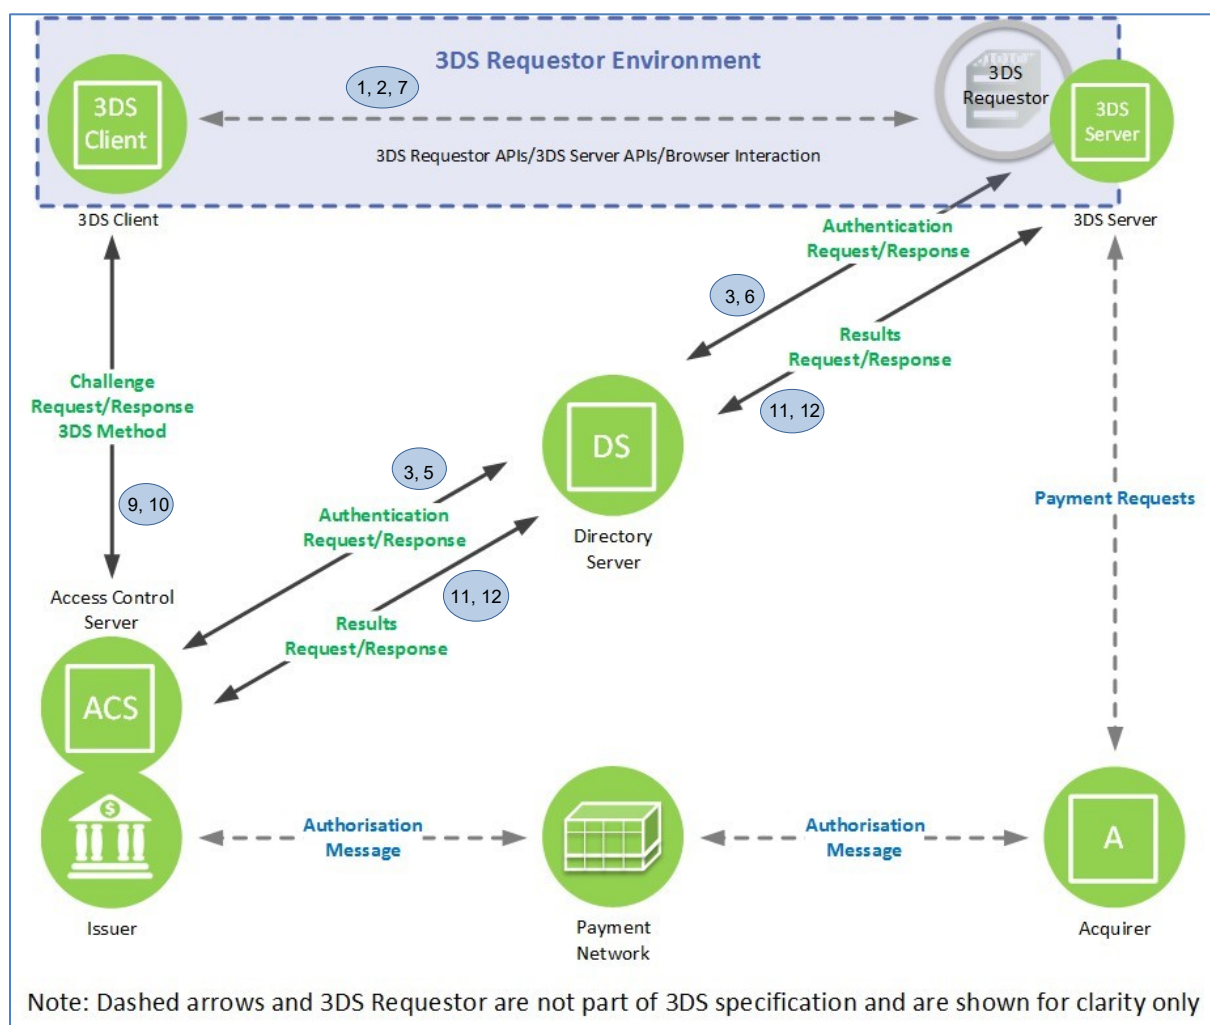 3DS Requestor Environment
3DS
Client
1, 2, 7
3DS
Requestor
3DS
Server
3DS Requestor APIs/3DS Server APIs/Browser Interaction
3DS Client
3DS Server
Authentication
Request/Response
3, 6
Results
Request/Response
11, 12
Challenge
Request/Response
3DS Method
9, 10
DS
Directory
Server
3, 5
Authentication
Request/Response
11, 12
Results
Request/Response
Payment Requests
Access Control
Server
ACS
$
Authorisation
Message
Authorisation
Message
A
Issuer
Payment
Network
Acquirer
Note: Dashed arrows and 3DS Requestor are not part of 3DS specification and are shown for clarity only